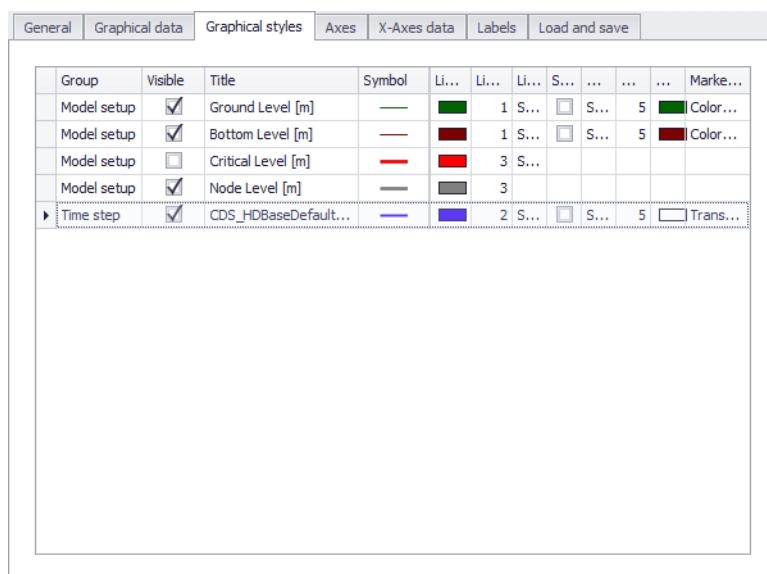 General Graphical data Graphical styles Axes X-Axes data Labels Load and save
Group Visible Title Symbol Li... Li... Li... S... ... ... ... Marke...
Model setup Ground Level [m] 1 S... S... 5 Color...
Model setup Bottom Level [m] 1 S... S... 5 Color...
Model setup Critical Level [m] 3 S...
Model setup Node Level [m] 3
Time step CDS_HDBaseDefault... 2 S... S... 5 Trans...